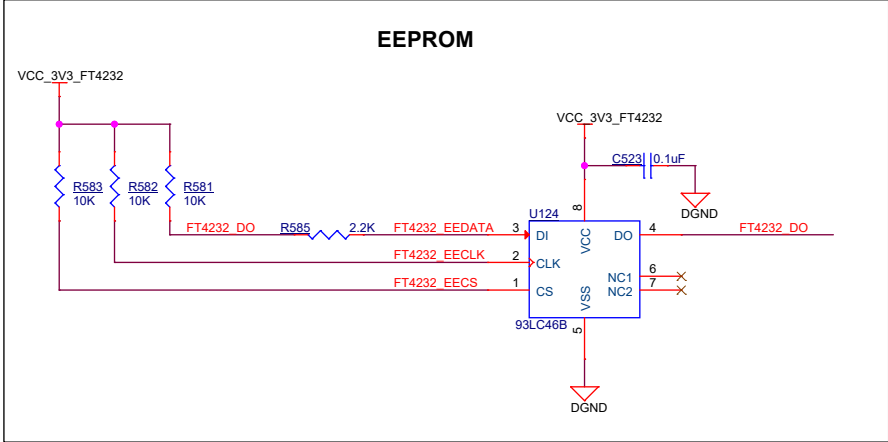 EEPROM
VCC_3V3_FT4232
VCC_3V3_FT4232
C523 0.1uF
R583 R582 R581
10K 10K 10K
DGND
U124
8
FT4232_DO R585 2.2K FT4232_EEDATA 3 DI VCC DO 4 FT4232_DO
FT4232_EECLK 2 CLK
NC1 6
FT4232_EECS 1 CS VSS NC2 7
93LC46B
5
DGND